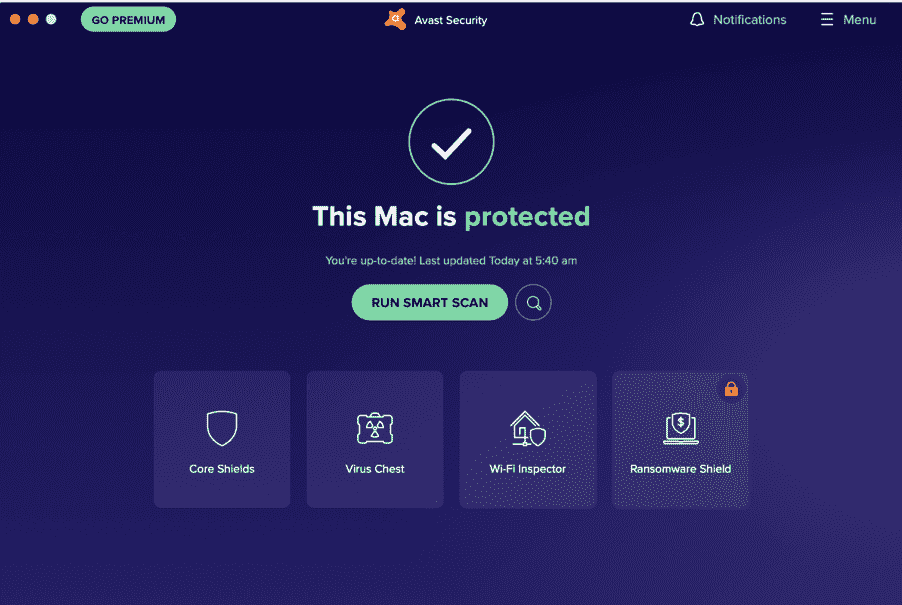 GO PREMIUM
Avast Security
Notifications
Menu
This Mac is protected
You're up-to-date! Last updated Today at 5:40 am
RUN SMART SCAN
Core Shields
Virus Chest
Wi-Fi Inspector
Ransomware Shield